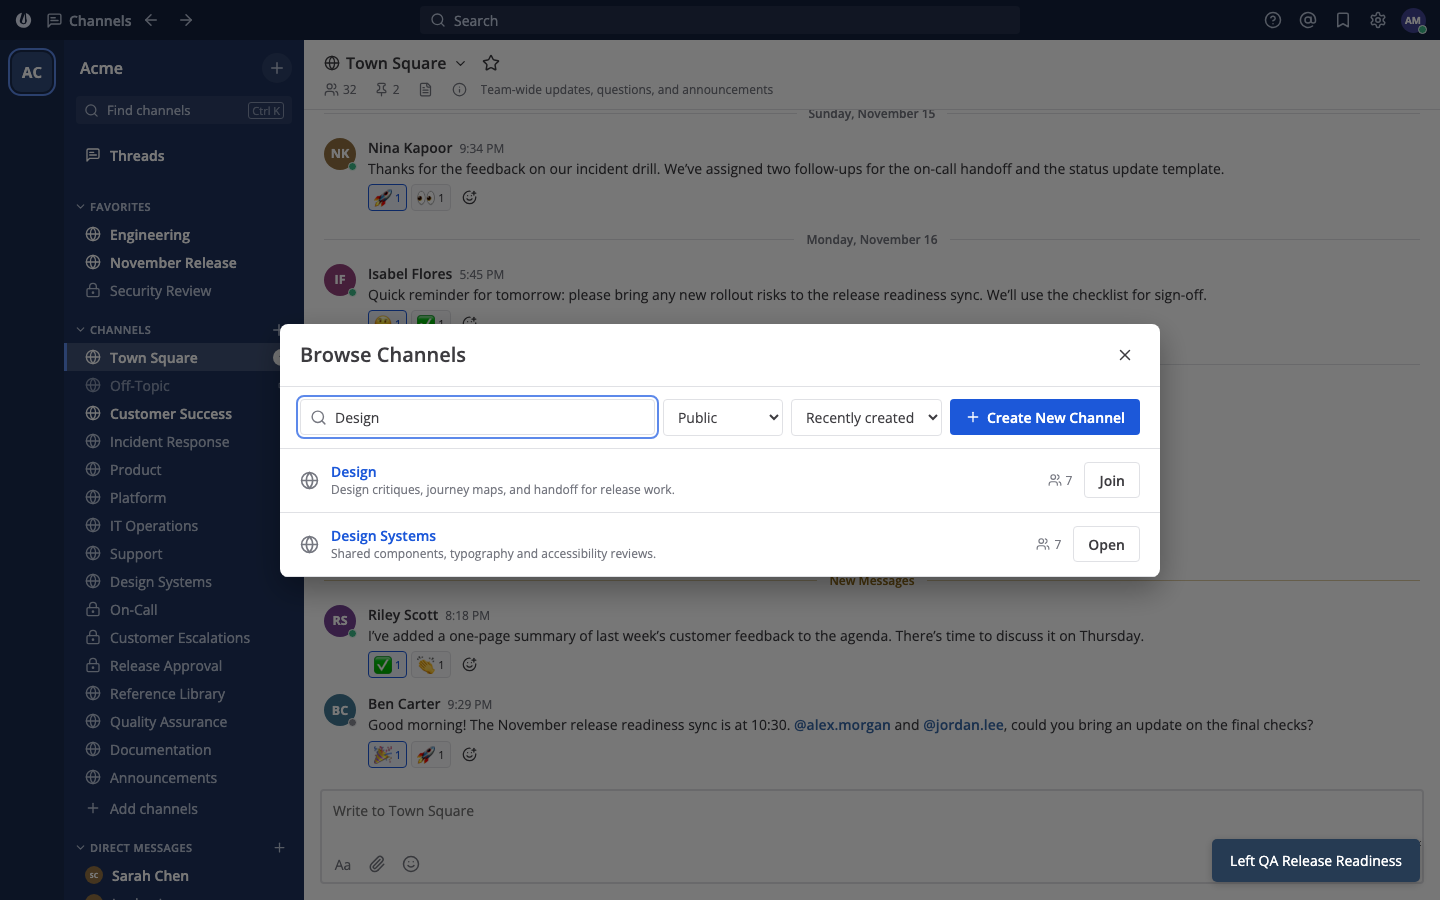 Channels
Search
AM
AC
Acme
Find channels
Ctrl K
Threads
FAVORITES
Engineering
November Release
Security Review
CHANNELS
Town Square
Off-Topic
Customer Success
Incident Response
Product
Platform
IT Operations
Support
Design Systems
On-Call
Customer Escalations
Release Approval
Reference Library
Quality Assurance
Documentation
Announcements
Add channels
DIRECT MESSAGES
SC
Sarah Chen
Town Square
32
2
Team-wide updates, questions, and announcements
Sunday, November 15
NK
Nina Kapoor 9:34 PM
Thanks for the feedback on our incident drill. We’ve assigned two follow-ups for the on-call handoff and the status update template.
1
1
Monday, November 16
IF
Isabel Flores 5:45 PM
Quick reminder for tomorrow: please bring any new rollout risks to the release readiness sync. We’ll use the checklist for sign-off.
Browse Channels
Design
Public
Recently created
Create New Channel
Design
Design critiques, journey maps, and handoff for release work.
7
Join
Design Systems
Shared components, typography and accessibility reviews.
7
Open
New Messages
RS
Riley Scott 8:18 PM
I’ve added a one-page summary of last week’s customer feedback to the agenda. There’s time to discuss it on Thursday.
1
1
BC
Ben Carter 9:29 PM
Good morning! The November release readiness sync is at 10:30. @alex.morgan and @jordan.lee, could you bring an update on the final checks?
1
1
Write to Town Square
Aa
Left QA Release Readiness